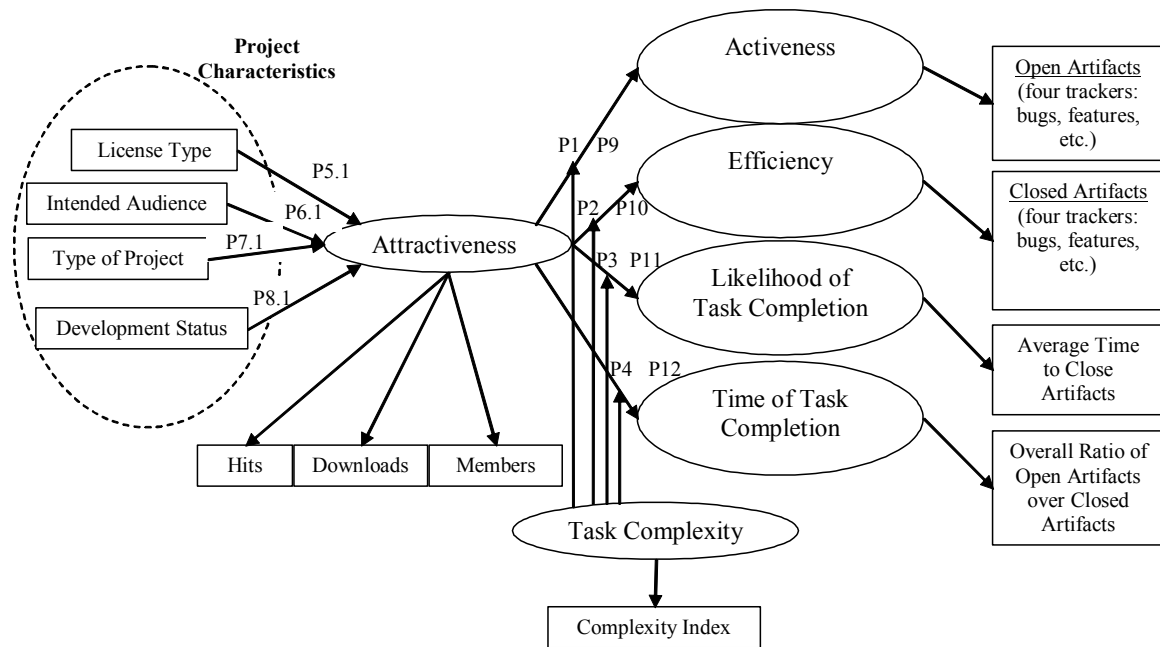 Project
Characteristics
License Type
Intended Audience
Type of Project
Development Status
P5.1
P6.1
P7.1
P8.1
Attractiveness
Hits
Downloads
Members
P1
P9
P2
P10
P3
P11
P4
P12
Activeness
Efficiency
Likelihood of
Task Completion
Time of Task
Completion
Task Complexity
Complexity Index
Open Artifacts
(four trackers:
bugs, features,
etc.)
Closed Artifacts
(four trackers:
bugs, features,
etc.)
Average Time
to Close
Artifacts
Overall Ratio of
Open Artifacts
over Closed
Artifacts